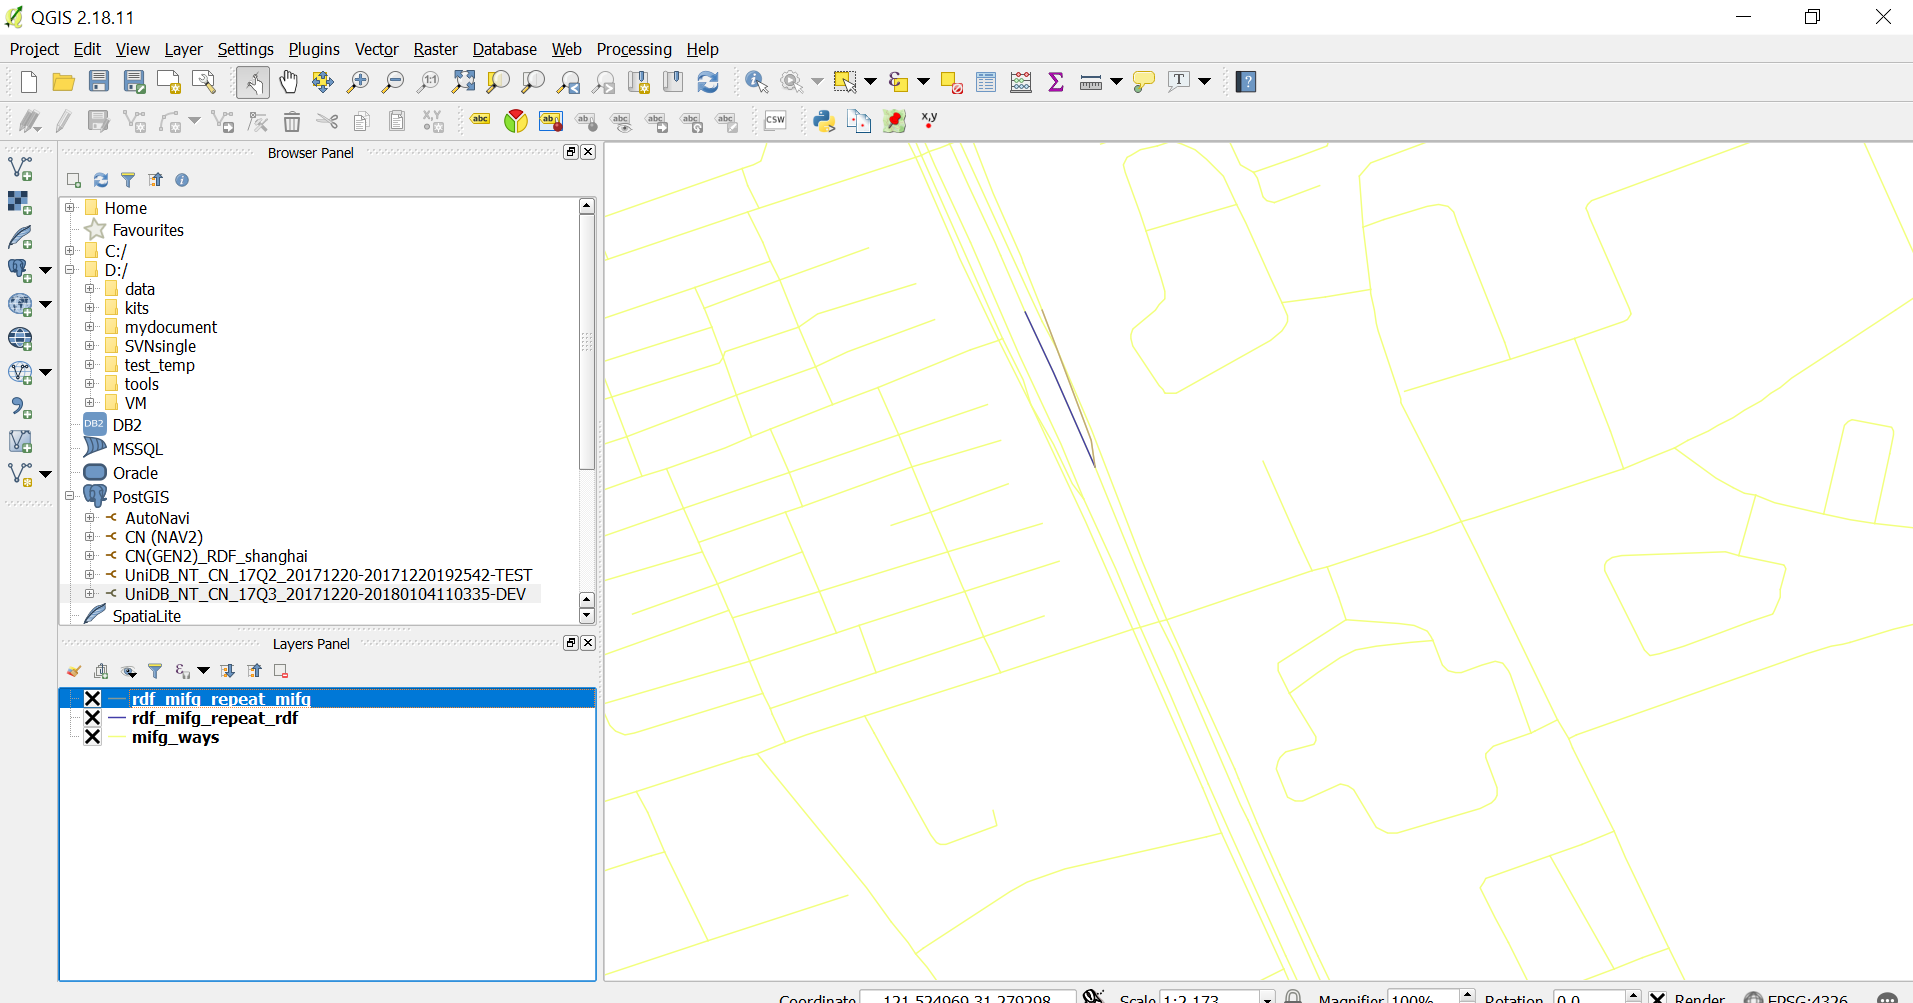 QGIS 2.18.11
Project Edit View Layer Settings Plugins Vector Raster Database Web Processing Help
Browser Panel
Home
Favourites
C:/
D:/
data
kits
mydocument
SVNsingle
test_temp
tools
VM
DB2 DB2
MSSQL
Oracle
PostGIS
AutoNavi
CN (NAV2)
CN(GEN2)_RDF_shanghai
UniDB_NT_CN_17Q2_20171220-20171220192542-TEST
UniDB_NT_CN_17Q3_20171220-20180104110335-DEV
SpatiaLite
Layers Panel
rdf_mifg_repeat_mifg
rdf_mifg_repeat_rdf
mifg_ways
Coordinate 121.524969,31.279298 Scale 1:2,173 Magnifier 100% Rotation 0.0 Render EPSG:4326